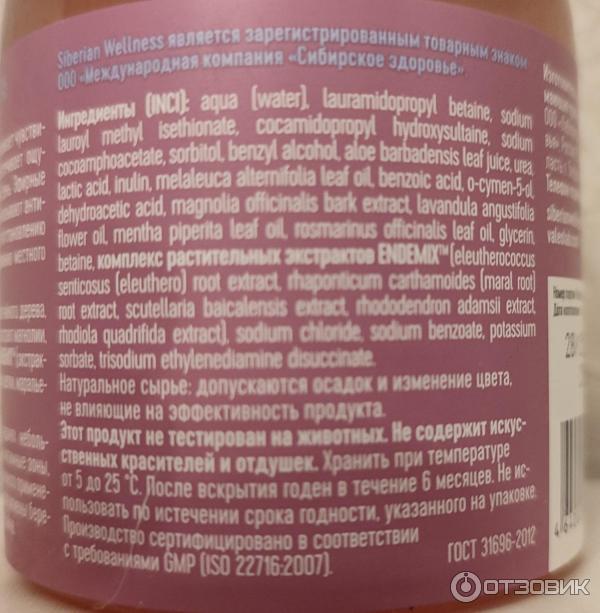 Siberian Wellness является зарегистрированным товарным знаком
ООО «Международная компания «Сибирское здоровье».
Ингредиенты (INCI): aqua (water), lauramidopropyl betaine, sodium
lauroyl methyl isethionate, cocamidopropyl hydroxysultaine, sodium
cocoamphoacetate, sorbitol, benzyl alcohol, aloe barbadensis leaf juice, urea,
lactic acid, inulin, melaleuca alternifolia leaf oil, benzoic acid, o-cymen-5-ol,
dehydroacetic acid, magnolia officinalis bark extract, lavandula angustifolia
flower oil, mentha piperita leaf oil, rosmarinus officinalis leaf oil, glycerin,
betaine, комплекс растительных экстрактов ENDEMIX™ (eleutherococcus
senticosus (eleuthero) root extract, rhaponticum carthamoides (maral root)
root extract, scutellaria baicalensis extract, rhododendron adamsii extract,
rhodiola quadrifida extract), sodium chloride, sodium benzoate, potassium
sorbate, trisodium ethylenediamine disuccinate.
Натуральное сырье: допускаются осадок и изменение цвета,
не влияющие на эффективность продукта.
Этот продукт не тестирован на животных. Не содержит искус-
ственных красителей и отдушек. Хранить при температуре
от 5 до 25 °C. После вскрытия годен в течение 6 месяцев. Не ис-
пользовать по истечении срока годности, указанного на упаковке.
Производство сертифицировано в соответствии
с требованиями GMP (ISO 22716:2007).
ГОСТ 31696-2012
ОТЗОВИК